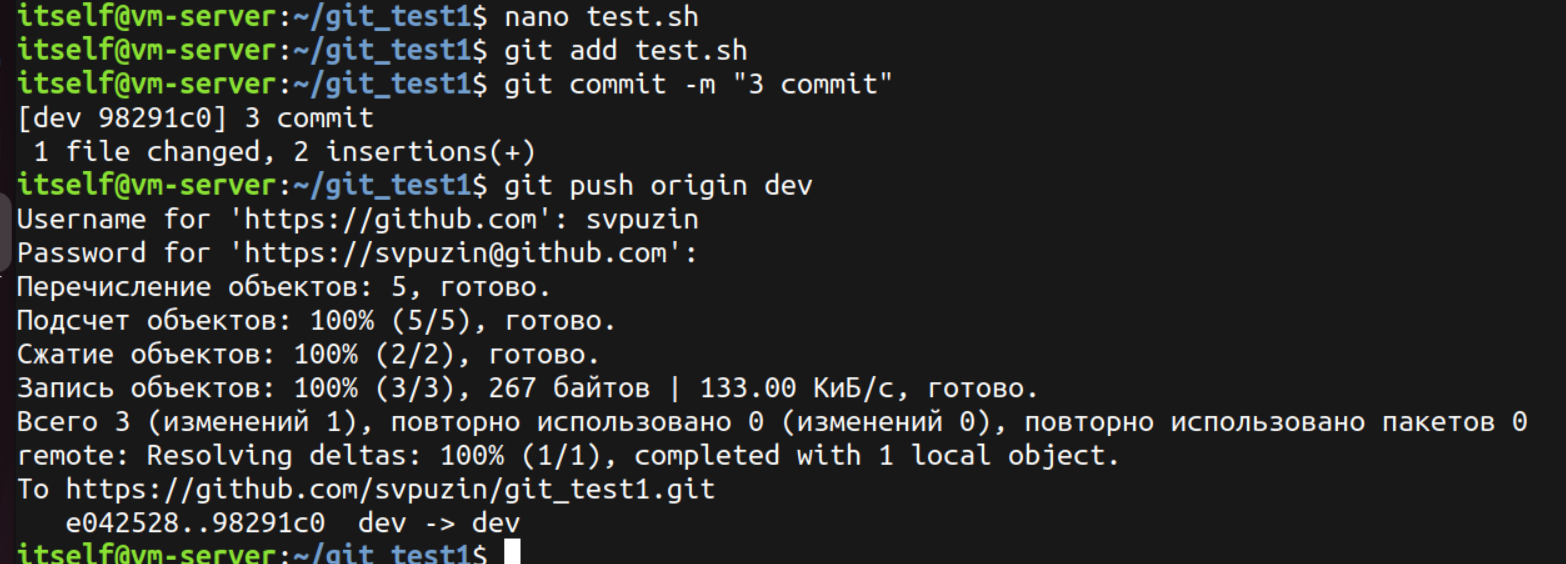 itself@vm-server:~/git_test1$ nano test.sh
itself@vm-server:~/git_test1$ git add test.sh
itself@vm-server:~/git_test1$ git commit -m "3 commit"
[dev 98291c0] 3 commit
 1 file changed, 2 insertions(+)
itself@vm-server:~/git_test1$ git push origin dev
Username for 'https://github.com': svpuzin
Password for 'https://svpuzin@github.com':
Перечисление объектов: 5, готово.
Подсчет объектов: 100% (5/5), готово.
Сжатие объектов: 100% (2/2), готово.
Запись объектов: 100% (3/3), 267 байтов | 133.00 КиБ/с, готово.
Всего 3 (изменений 1), повторно использовано 0 (изменений 0), повторно использовано пакетов 0
remote: Resolving deltas: 100% (1/1), completed with 1 local object.
To https://github.com/svpuzin/git_test1.git
   e042528..98291c0  dev -> dev
itself@vm-server:~/git_test1$